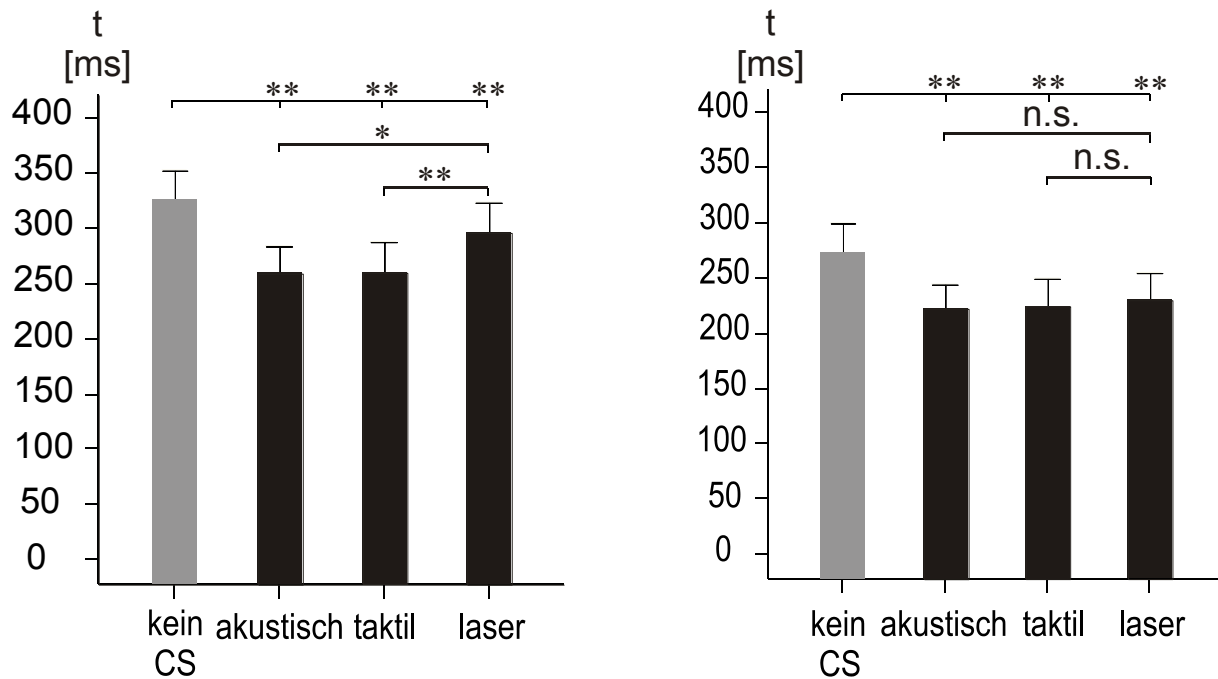 t
[ms]
** ** **
*
**
400
350
300
250
200
150
100
50
0
kein akustisch taktil laser
CS
t
[ms]
** ** **
n.s.
n.s.
400
350
300
250
200
150
100
50
0
kein akustisch taktil laser
CS